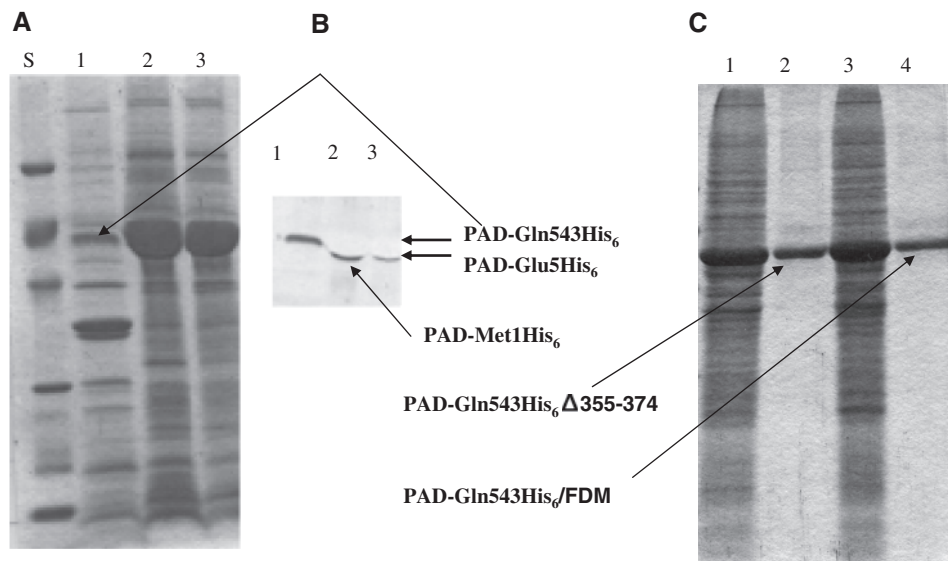 A
B
C
S 1 2 3
1 2 3
1 2 3 4
PAD-Gln543His6
PAD-Glu5His6
PAD-Met1His6
PAD-Gln543His6Δ355-374
PAD-Gln543His6/FDM